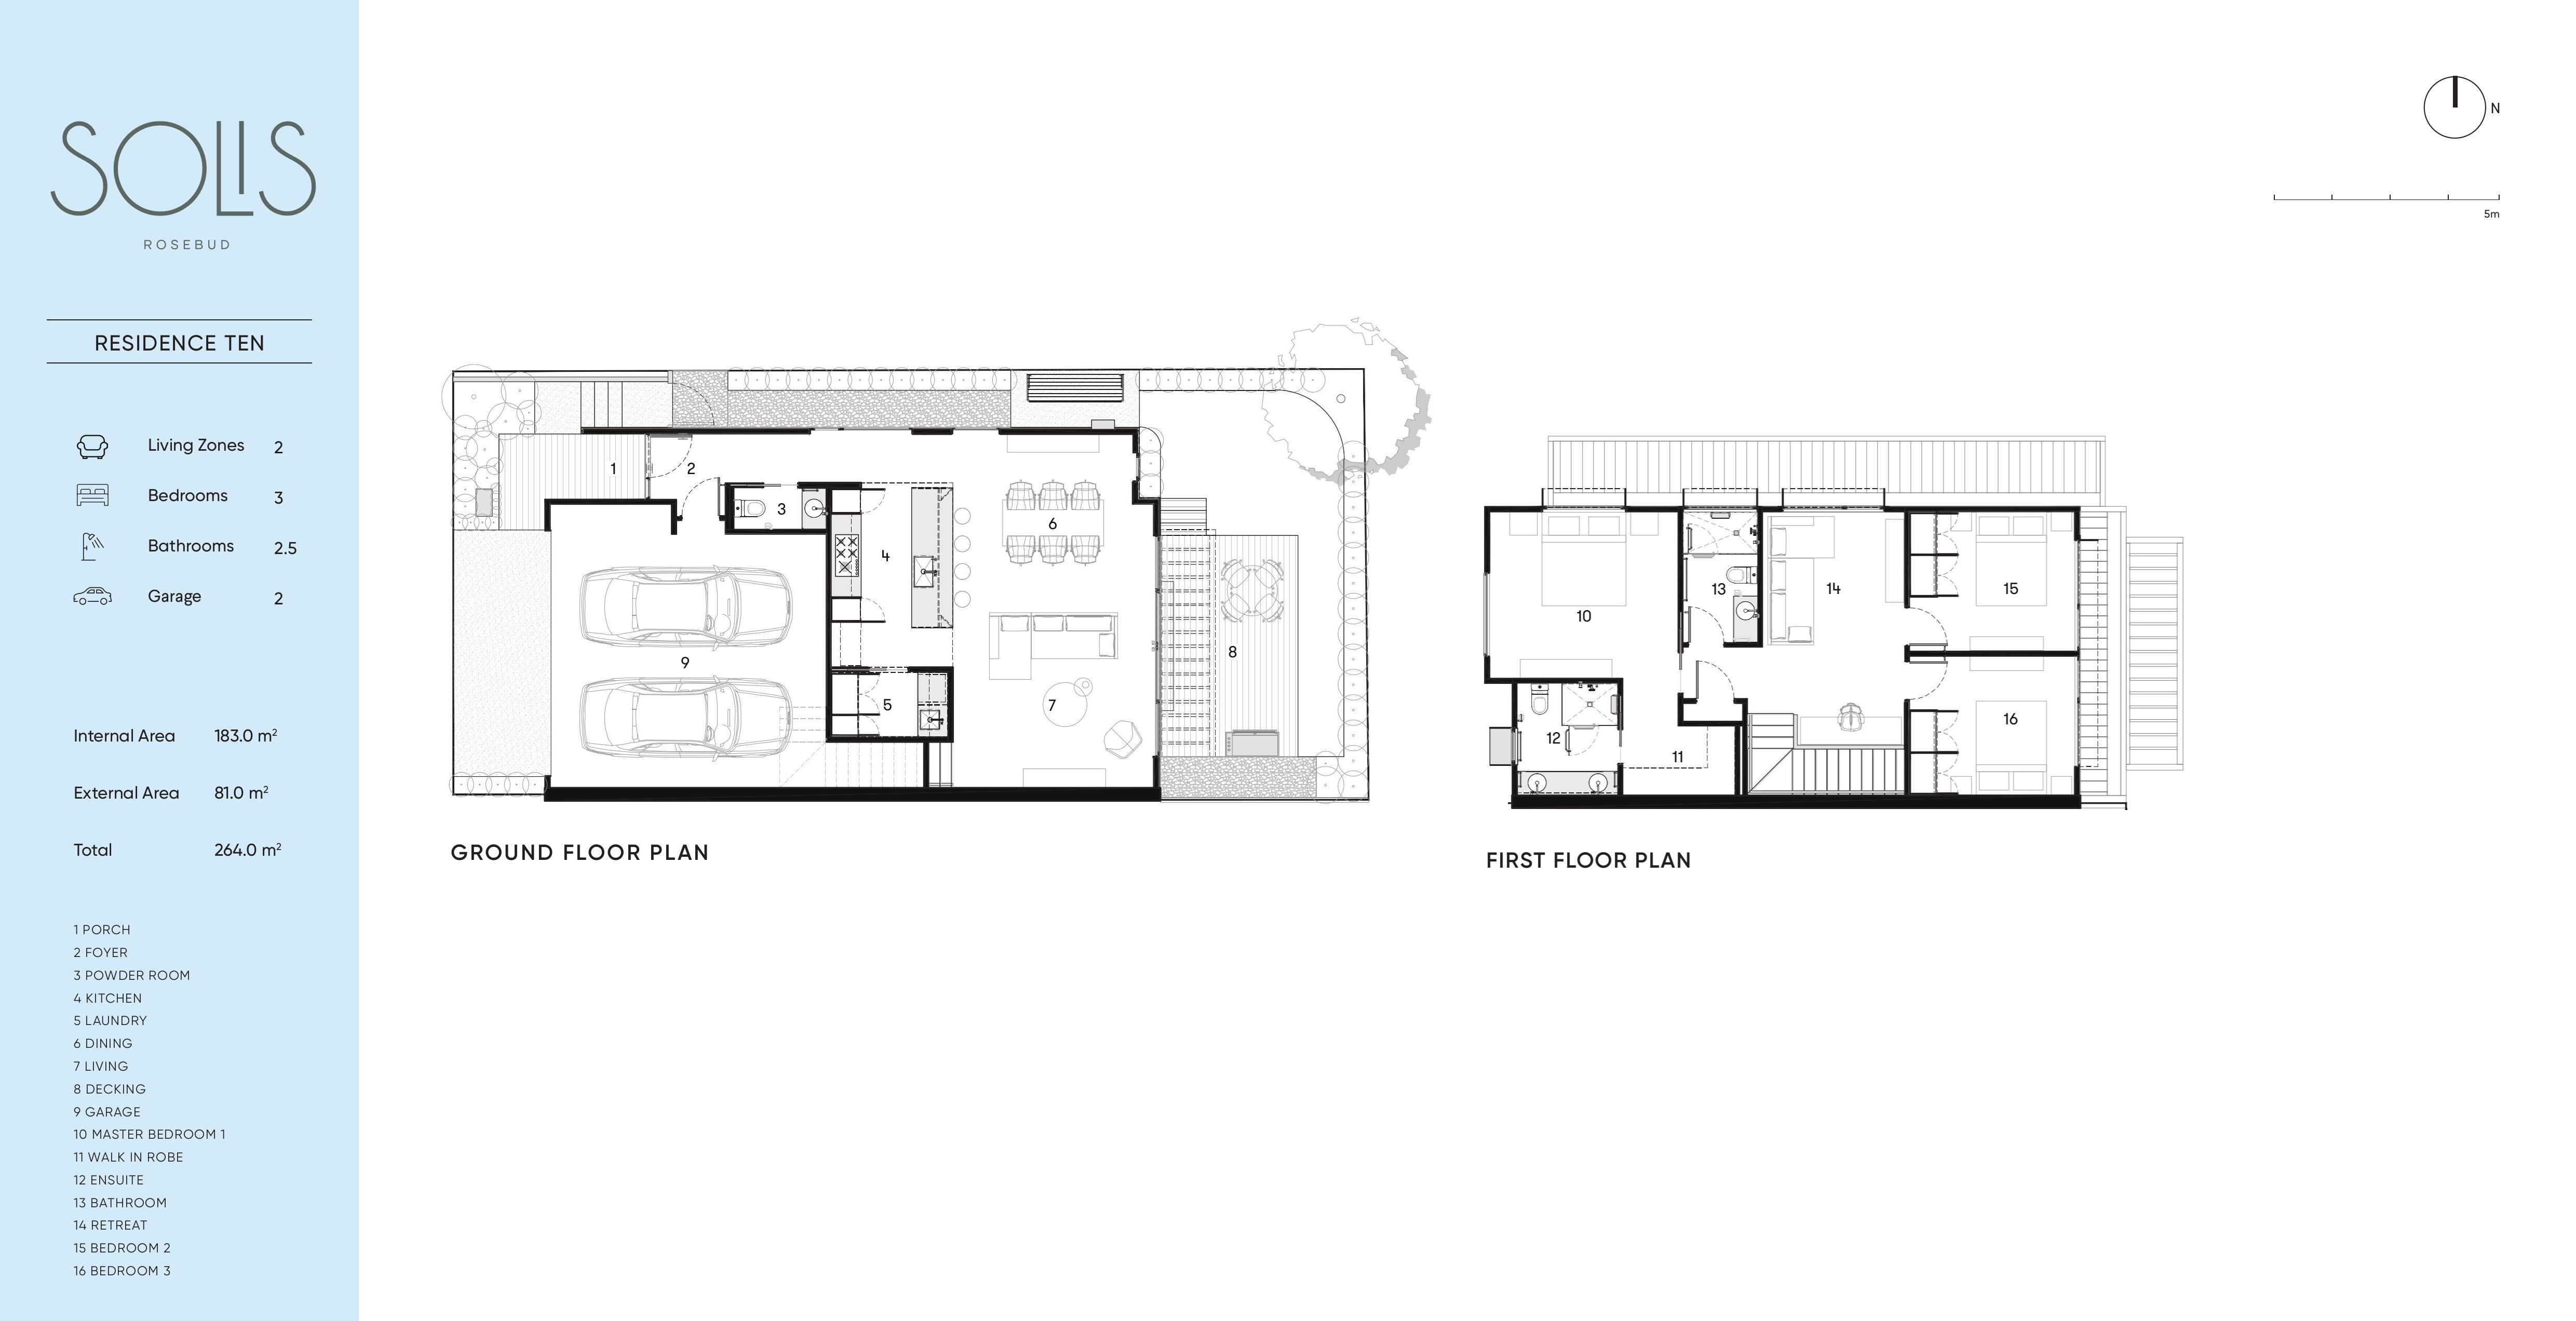 SOLIS
ROSEBUD
RESIDENCE TEN
Living Zones 2
Bedrooms 3
Bathrooms 2.5
Garage 2
Internal Area 183.0 m²
External Area 81.0 m²
Total 264.0 m²
1 PORCH
2 FOYER
3 POWDER ROOM
4 KITCHEN
5 LAUNDRY
6 DINING
7 LIVING
8 DECKING
9 GARAGE
10 MASTER BEDROOM 1
11 WALK IN ROBE
12 ENSUITE
13 BATHROOM
14 RETREAT
15 BEDROOM 2
16 BEDROOM 3
1
2
3
4
5
6
7
8
9
GROUND FLOOR PLAN
10
11
12
13
14
15
16
FIRST FLOOR PLAN
N
5m